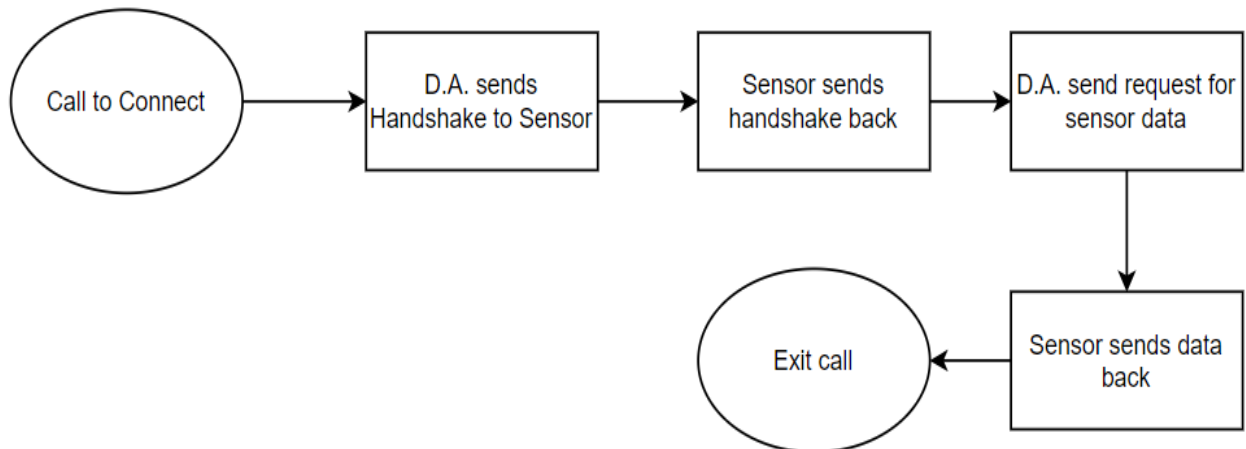 Call to Connect
D.A. sends
Handshake to Sensor
Sensor sends
handshake back
D.A. send request for
sensor data
Exit call
Sensor sends data
back